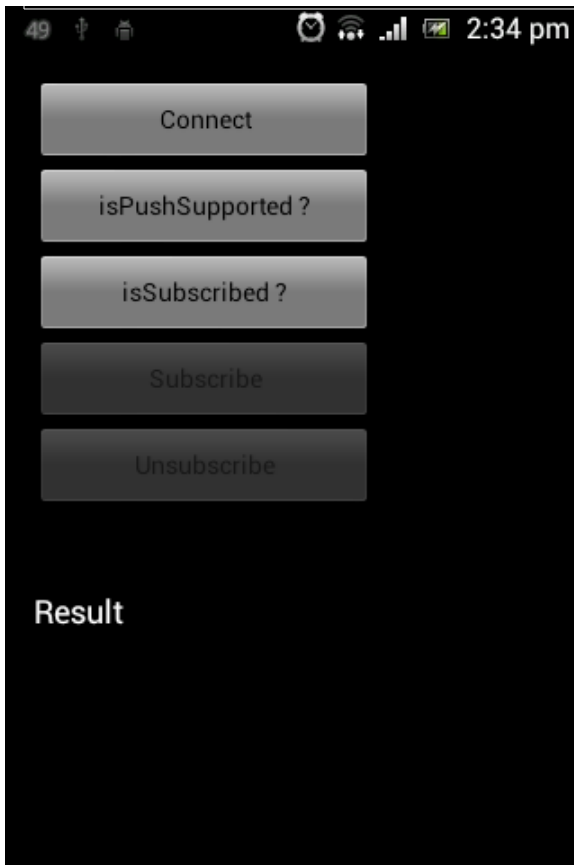 49 2:34 pm
Connect
isPushSupported ?
isSubscribed ?
Subscribe
Unsubscribe
Result